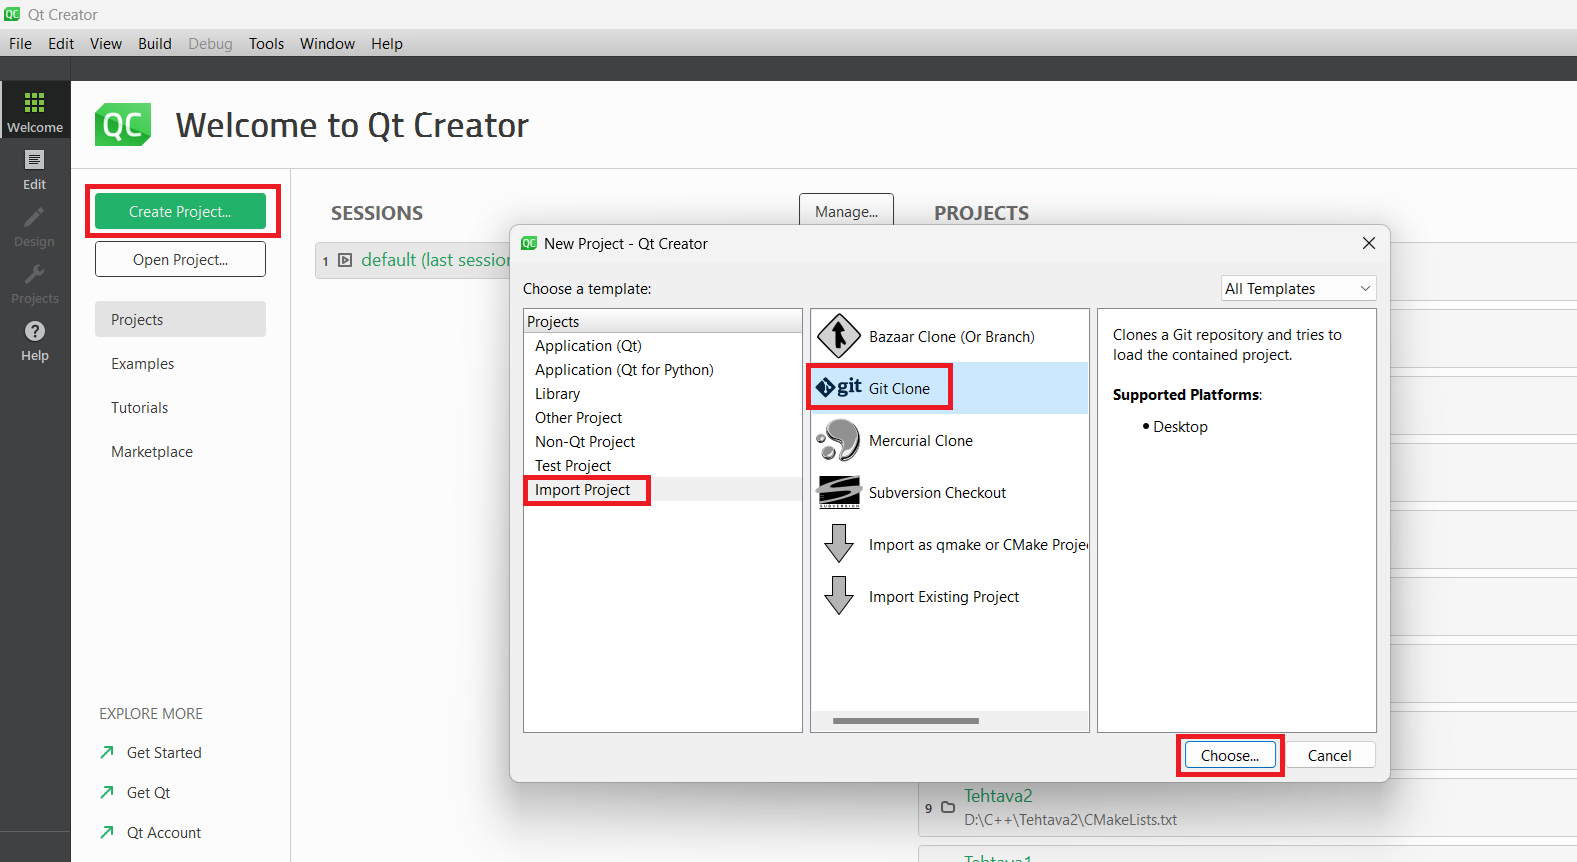 Qt Creator
File Edit View Build Debug Tools Window Help
Welcome
Edit
Design
Projects
Help
QC Welcome to Qt Creator
Create Project...
Open Project...
Projects
Examples
Tutorials
Marketplace
EXPLORE MORE
Get Started
Get Qt
Qt Account
SESSIONS
Manage...
1 default (last session
PROJECTS
New Project - Qt Creator
Choose a template:
All Templates
Projects
Application (Qt)
Application (Qt for Python)
Library
Other Project
Non-Qt Project
Test Project
Import Project
Bazaar Clone (Or Branch)
git Git Clone
Mercurial Clone
SUBVERSION Subversion Checkout
Import as qmake or CMake Projec
Import Existing Project
Clones a Git repository and tries to
load the contained project.
Supported Platforms:
• Desktop
Choose...
Cancel
9 Tehtava2
D:\C++\Tehtava2\CMakeLists.txt
Tehtava1